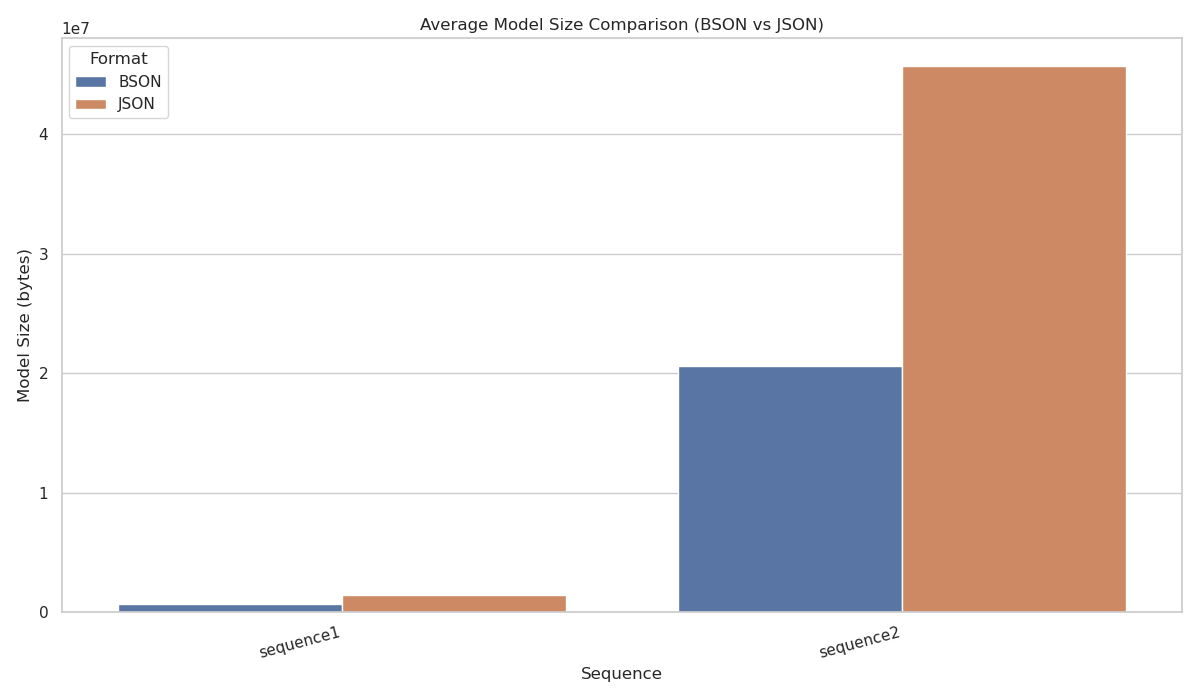 Average Model Size Comparison (BSON vs JSON)
1e7
Format
BSON
JSON
4
3
2
1
0
Model Size (bytes)
sequence1
sequence2
Sequence